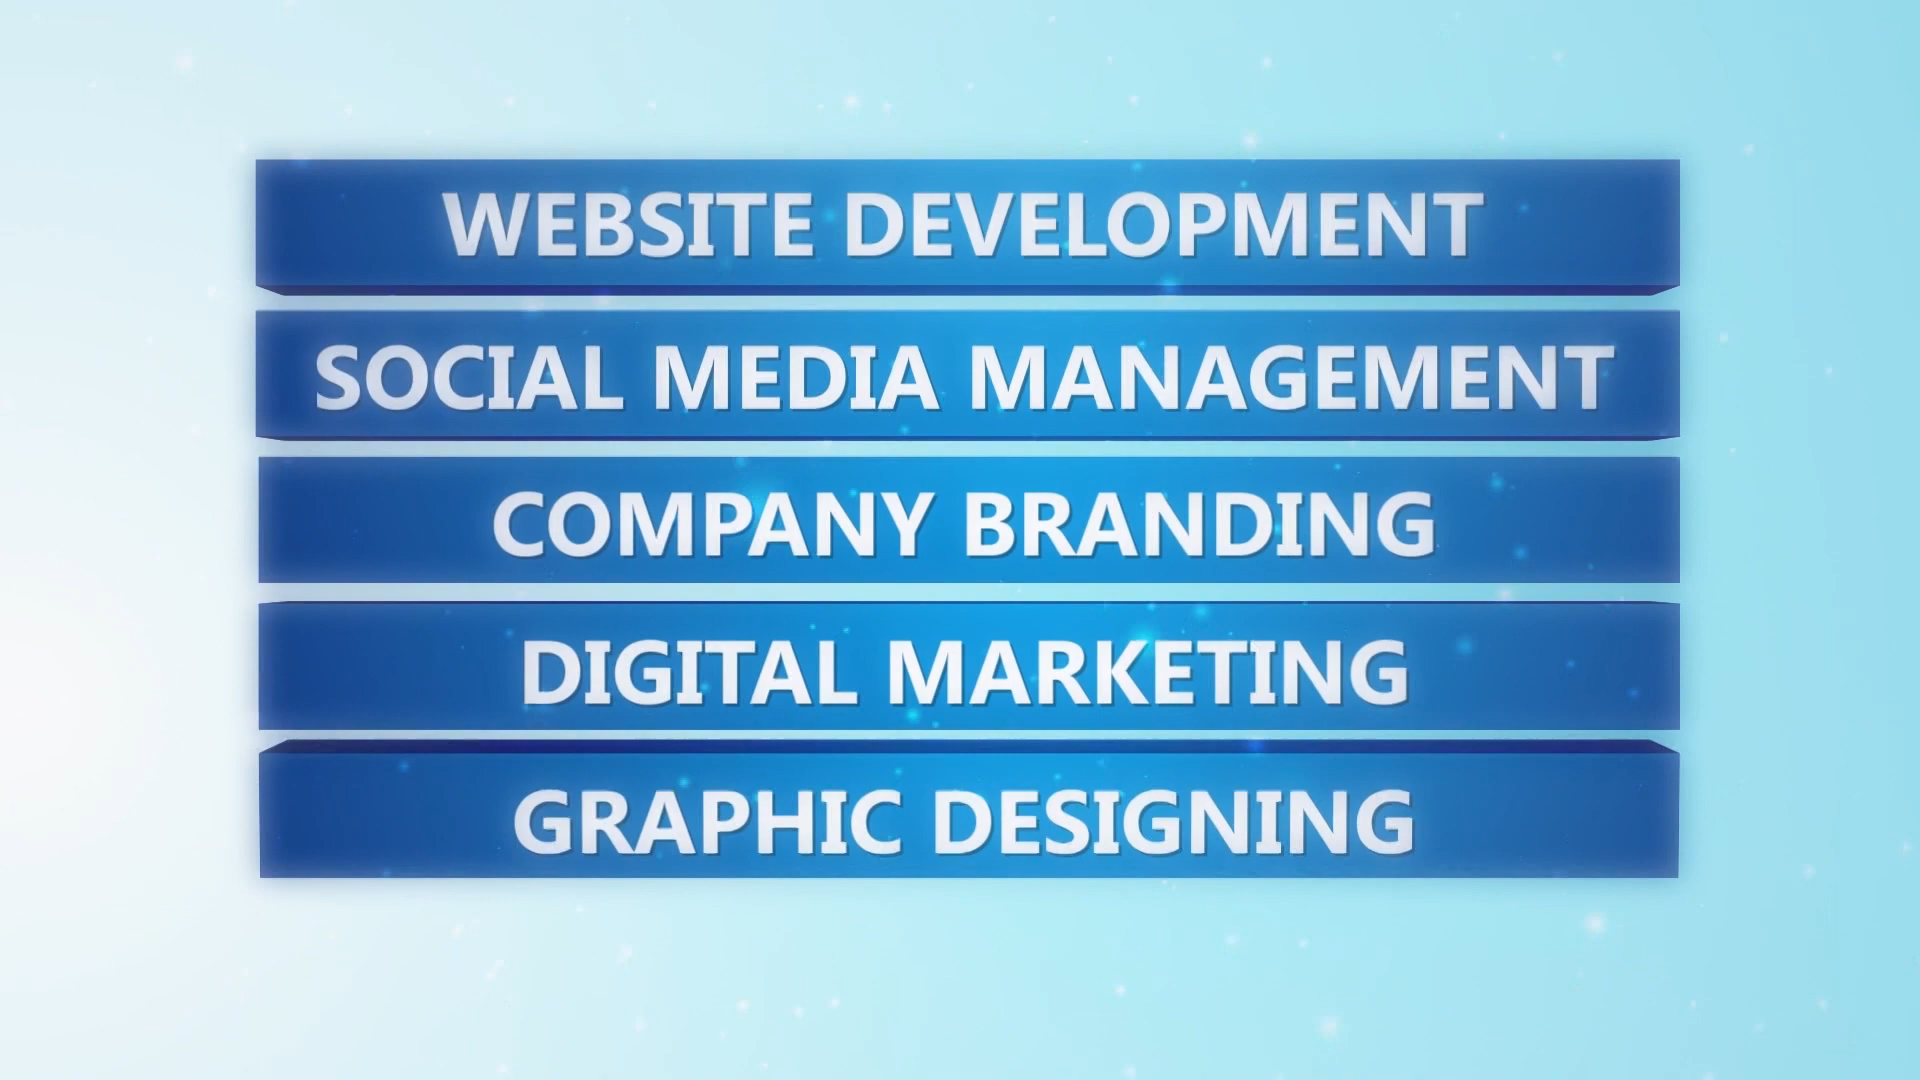 WEBSITE DEVELOPMENT
SOCIAL MEDIA MANAGEMENT
COMPANY BRANDING
DIGITAL MARKETING
GRAPHIC DESIGNING